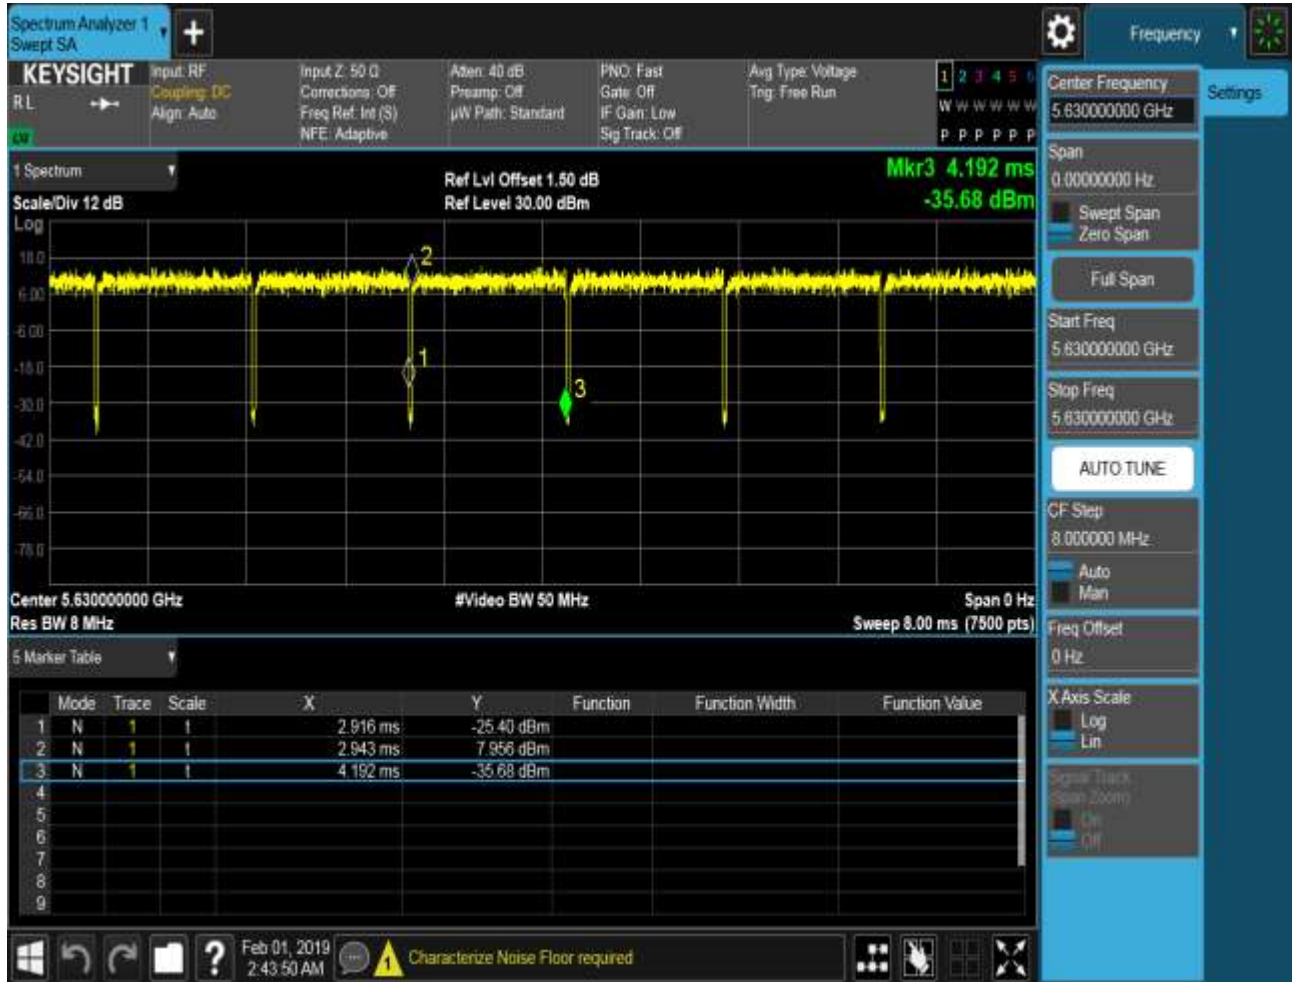 Spectrum Analyzer 1
Swept SA
Frequency
KEYSIGHT
R L
Input: RF
Coupling: DC
Align: Auto
Input Z: 50 Ω
Corrections: Off
Freq Ref: Int (S)
NFE: Adaptive
Atten: 40 dB
Preamp: Off
µW Path: Standard
PNO: Fast
Gate: Off
IF Gain: Low
Sig Track: Off
Avg Type: Voltage
Trig: Free Run
1 2 3 4 5 6
W W W W W W
P P P P P P
1 Spectrum
Scale/Div 12 dB
Ref Lvl Offset 1.50 dB
Ref Level 30.00 dBm
Mkr3 4.192 ms
-35.68 dBm
Log
18.0
6.00
-6.00
-18.0
-30.0
-42.0
-54.0
-66.0
-78.0
2
1
3
Center 5.630000000 GHz
Res BW 8 MHz
#Video BW 50 MHz
Span 0 Hz
Sweep 8.00 ms (7500 pts)
5 Marker Table
Mode Trace Scale X Y Function Function Width Function Value
1 N 1 t 2.916 ms -25.40 dBm
2 N 1 t 2.943 ms 7.956 dBm
3 N 1 t 4.192 ms -35.68 dBm
4
5
6
7
8
9
Feb 01, 2019
2:43:50 AM
1
Characterize Noise Floor required
Center Frequency
5.630000000 GHz
Settings
Span
0.00000000 Hz
Swept Span
Zero Span
Full Span
Start Freq
5.630000000 GHz
Stop Freq
5.630000000 GHz
AUTO TUNE
CF Step
8.000000 MHz
Auto
Man
Freq Offset
0 Hz
X Axis Scale
Log
Lin
Signal Track
(Span Zoom)
On
Off